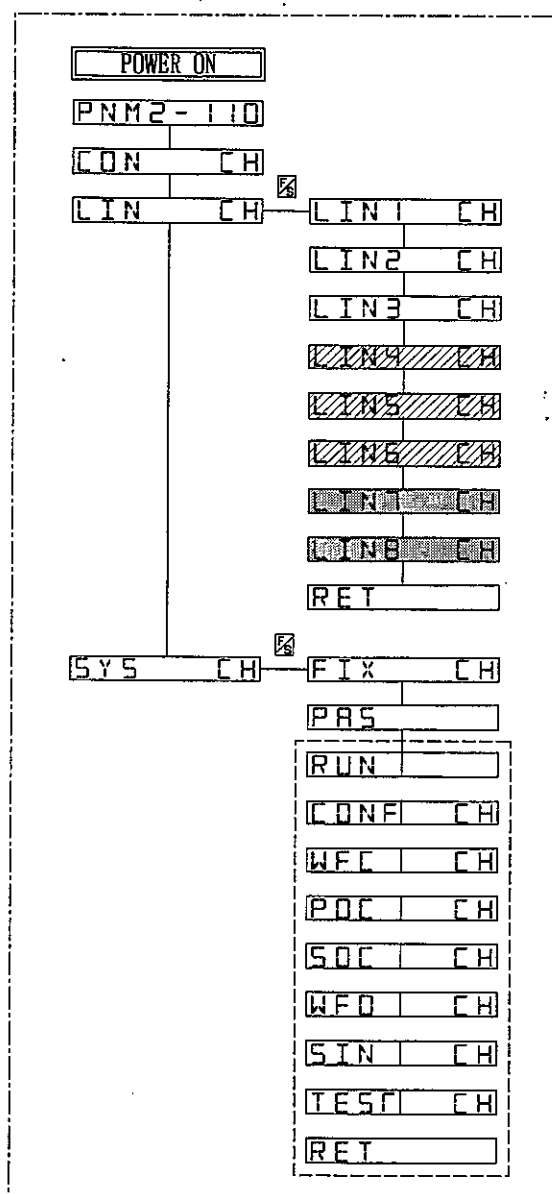 POWER ON
PNM2-110
CON CH
F/S
LIN CH
LIN1 CH
LIN2 CH
LIN3 CH
LIN4 CH
LIN5 CH
LIN6 CH
LIN7 CH
LIN8 CH
RET
F/S
SYS CH
FIX CH
PAS
RUN
CONF CH
WFC CH
POC CH
SOC CH
WFO CH
SIN CH
TEST CH
RET